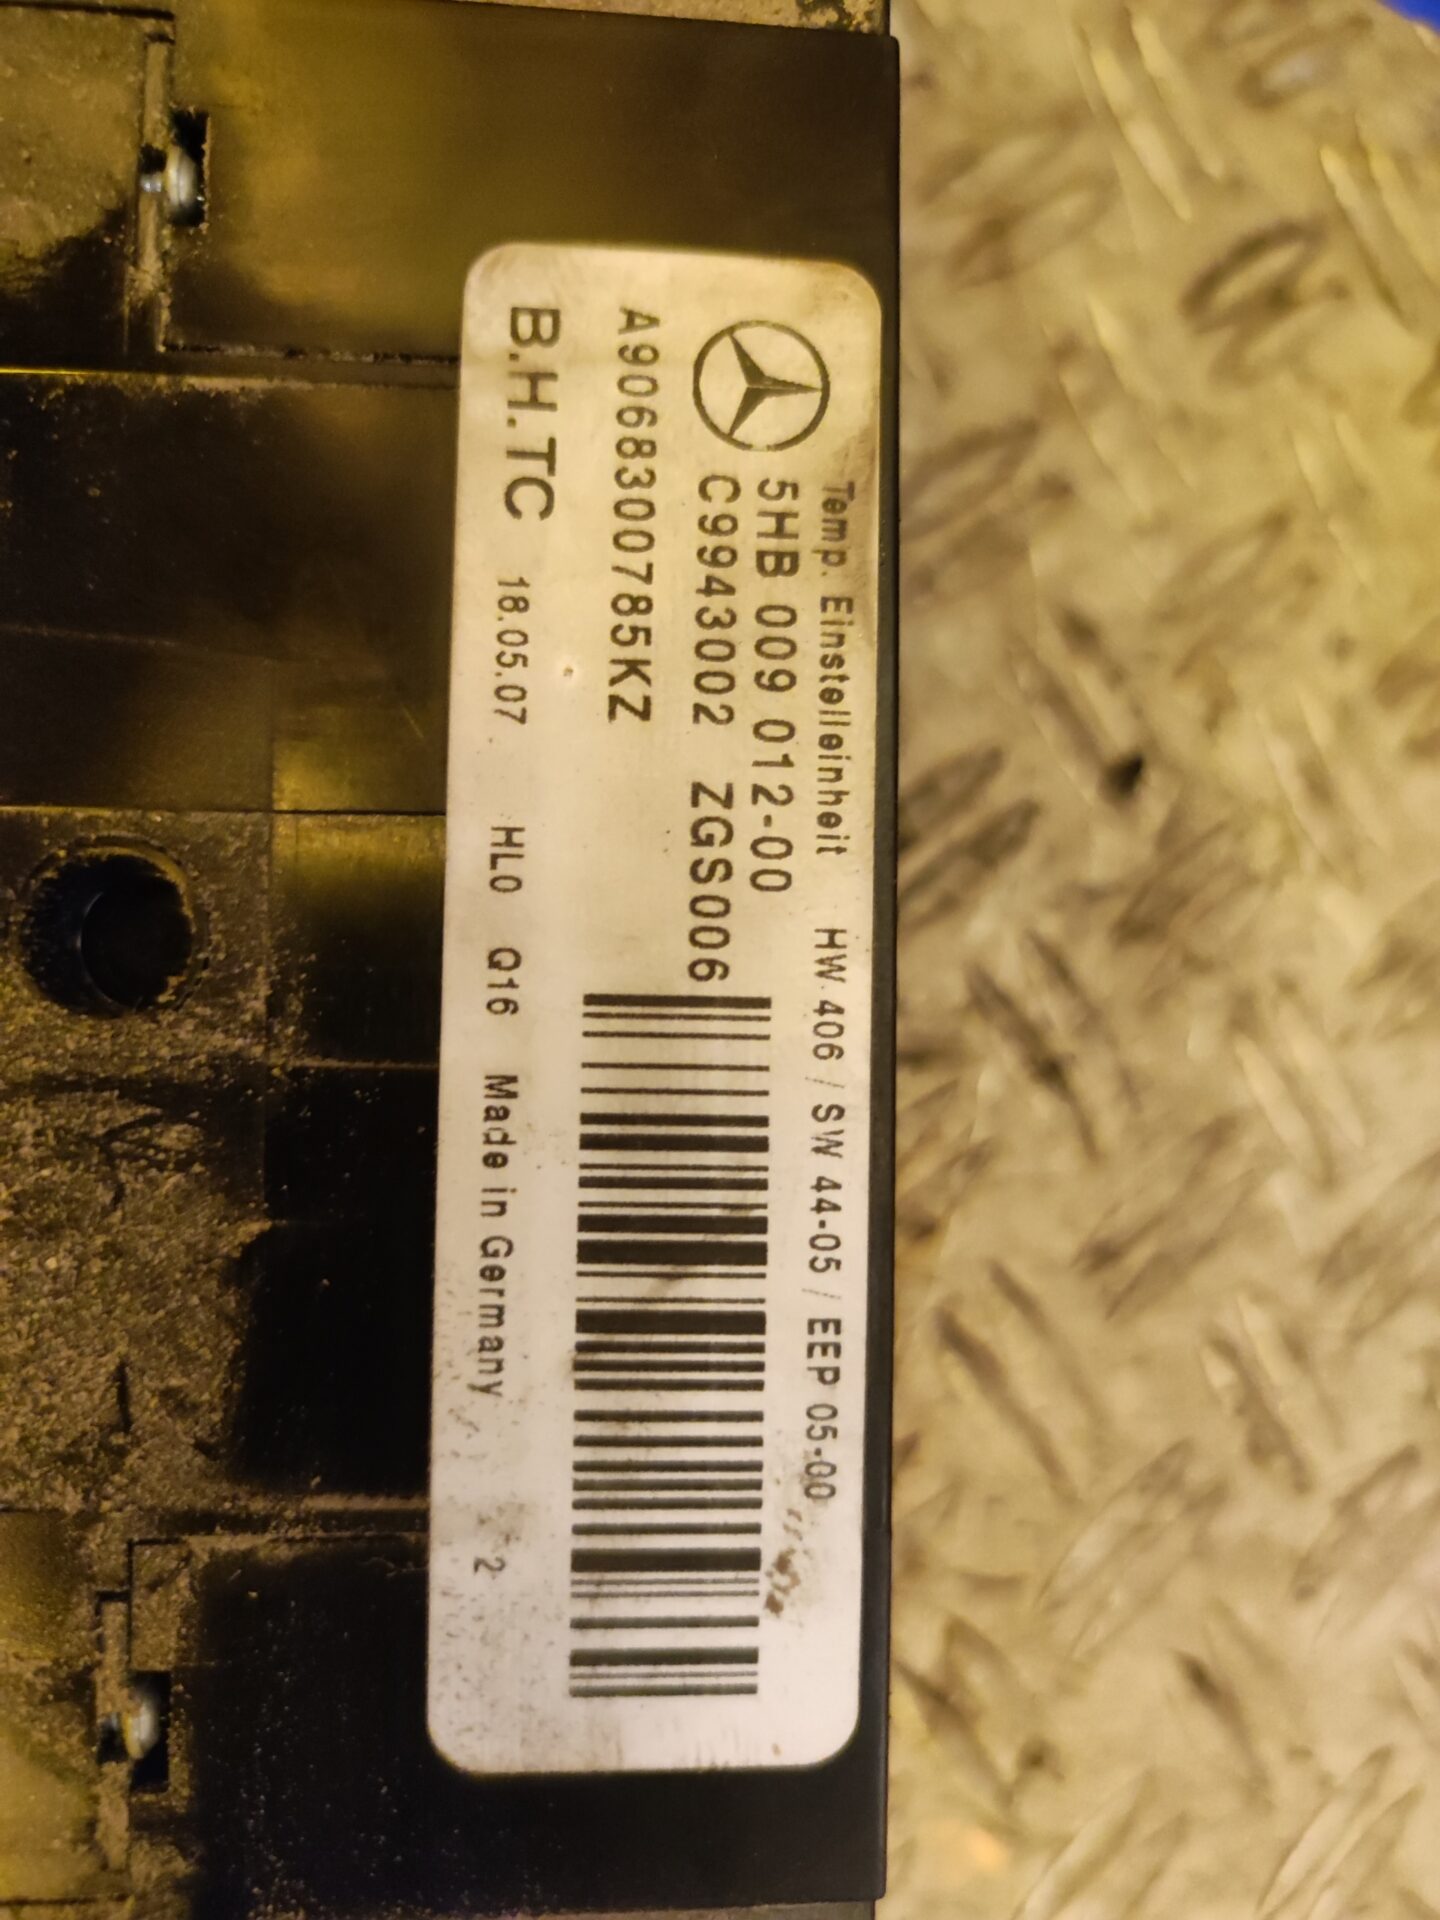 Temp. Einstelleinheit HW 406 / SW 44-05 / EEP 05-00
5HB 009 012-00
C9943002 ZGS006
A9068300785KZ
B.H.TC 18.05.07 HL0 Q16 Made in Germany 2